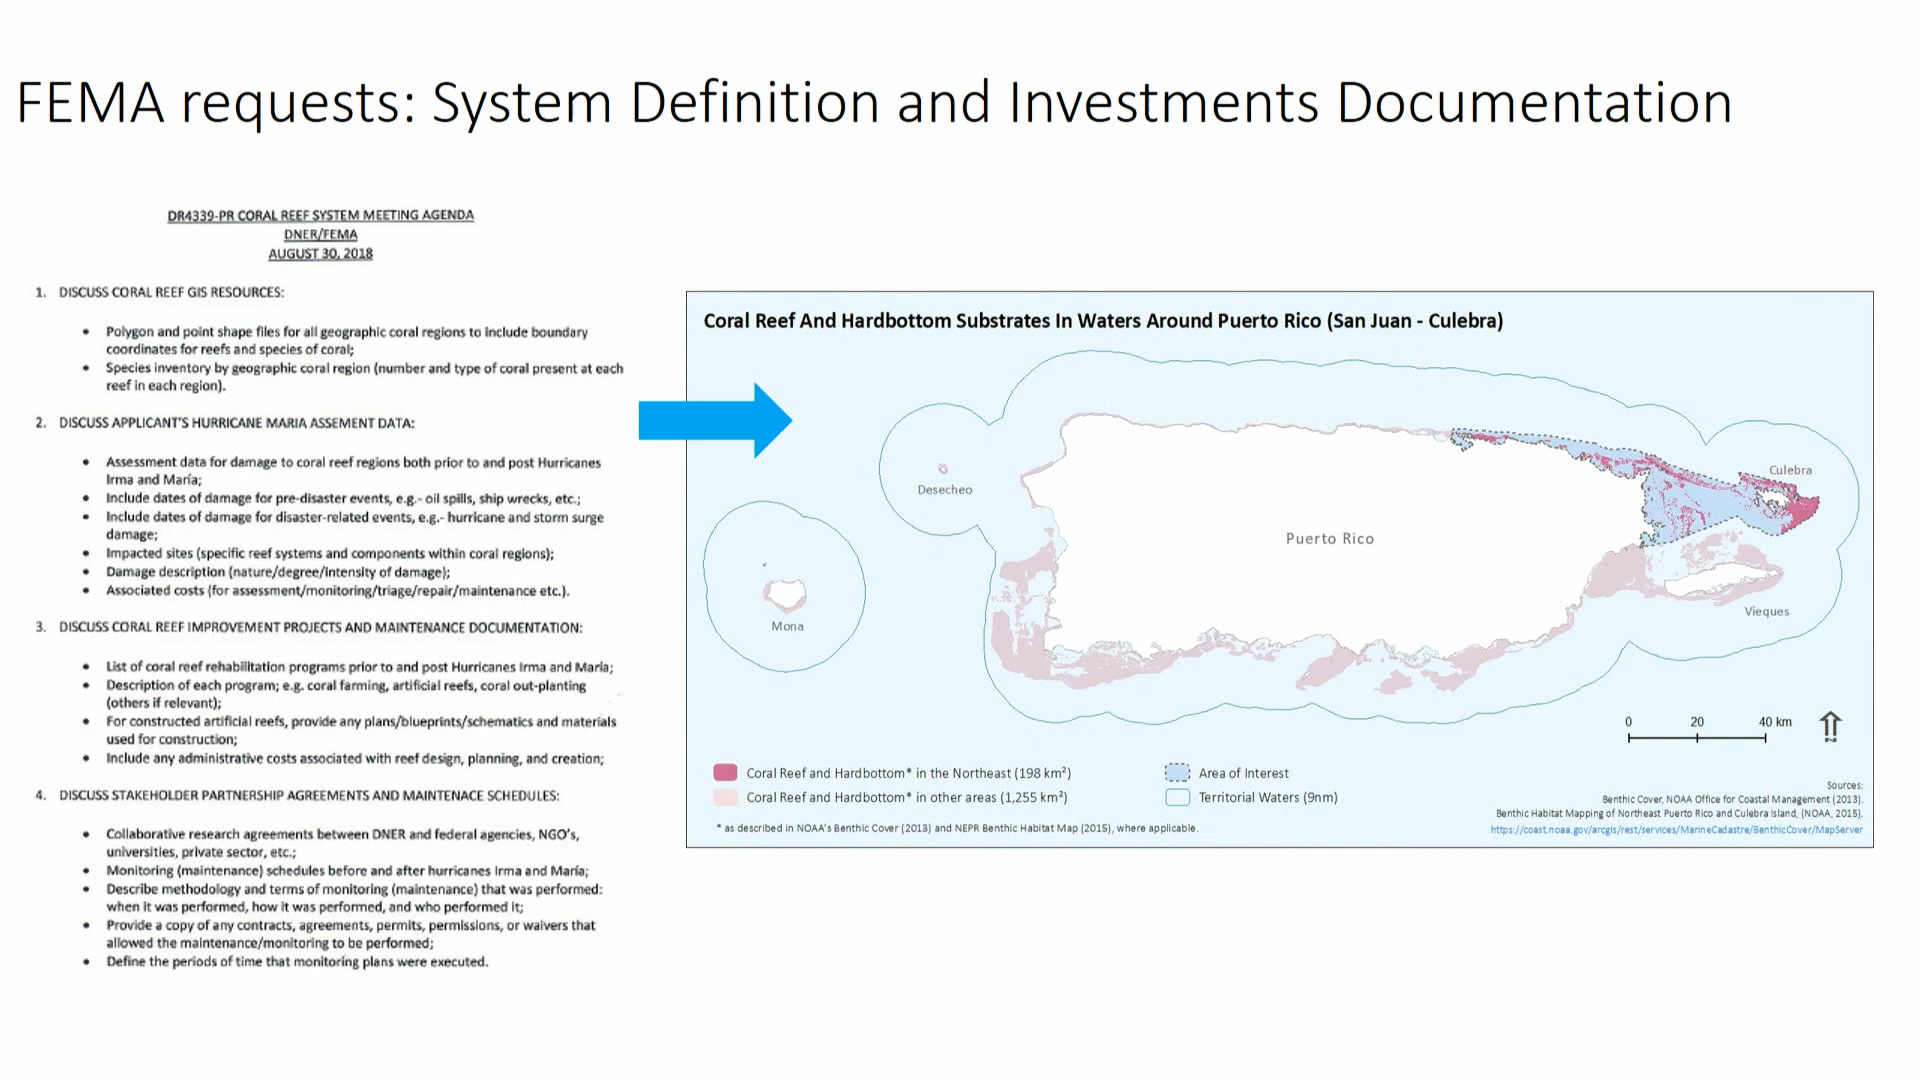 FEMA requests: System Definition and Investments Documentation
DR4339-PR CORAL REEF SYSTEM MEETING AGENDA
DNER/FEMA
AUGUST 30, 2018
1. DISCUSS CORAL REEF GIS RESOURCES:
• Polygon and point shape files for all geographic coral regions to include boundary
coordinates for reefs and species of coral;
• Species inventory by geographic coral region (number and type of coral present at each
reef in each region).
2. DISCUSS APPLICANT'S HURRICANE MARIA ASSEMENT DATA:
• Assessment data for damage to coral reef regions both prior to and post Hurricanes
Irma and María;
• Include dates of damage for pre-disaster events, e.g.- oil spills, ship wrecks, etc.;
• Include dates of damage for disaster-related events, e.g.- hurricane and storm surge
damage;
• Impacted sites (specific reef systems and components within coral regions);
• Damage description (nature/degree/intensity of damage);
• Associated costs (for assessment/monitoring/triage/repair/maintenance etc.).
3. DISCUSS CORAL REEF IMPROVEMENT PROJECTS AND MAINTENANCE DOCUMENTATION:
• List of coral reef rehabilitation programs prior to and post Hurricanes Irma and María;
• Description of each program; e.g. coral farming, artificial reefs, coral out-planting
(others if relevant);
• For constructed artificial reefs, provide any plans/blueprints/schematics and materials
used for construction;
• Include any administrative costs associated with reef design, planning, and creation;
4. DISCUSS STAKEHOLDER PARTNERSHIP AGREEMENTS AND MAINTENACE SCHEDULES:
• Collaborative research agreements between DNER and federal agencies, NGO's,
universities, private sector, etc.;
• Monitoring (maintenance) schedules before and after hurricanes Irma and María;
• Describe methodology and terms of monitoring (maintenance) that was performed:
when it was performed, how it was performed, and who performed it;
• Provide a copy of any contracts, agreements, permits, permissions, or waivers that
allowed the maintenance/monitoring to be performed;
• Define the periods of time that monitoring plans were executed.
Coral Reef And Hardbottom Substrates In Waters Around Puerto Rico (San Juan - Culebra)
Culebra
Desecheo
Puerto Rico
Vieques
Mona
0 20 40 km
N
Coral Reef and Hardbottom* in the Northeast (198 km²)
Coral Reef and Hardbottom* in other areas (1,255 km²)
Area of Interest
Territorial Waters (9nm)
* as described in NOAA's Benthic Cover (2013) and NEPR Benthic Habitat Map (2015), where applicable.
Sources:
Benthic Cover, NOAA Office for Coastal Management (2013).
Benthic Habitat Mapping of Northeast Puerto Rico and Culebra Island, (NOAA, 2015).
https://coast.noaa.gov/arcgis/rest/services/MarineCadastre/BenthicCover/MapServer